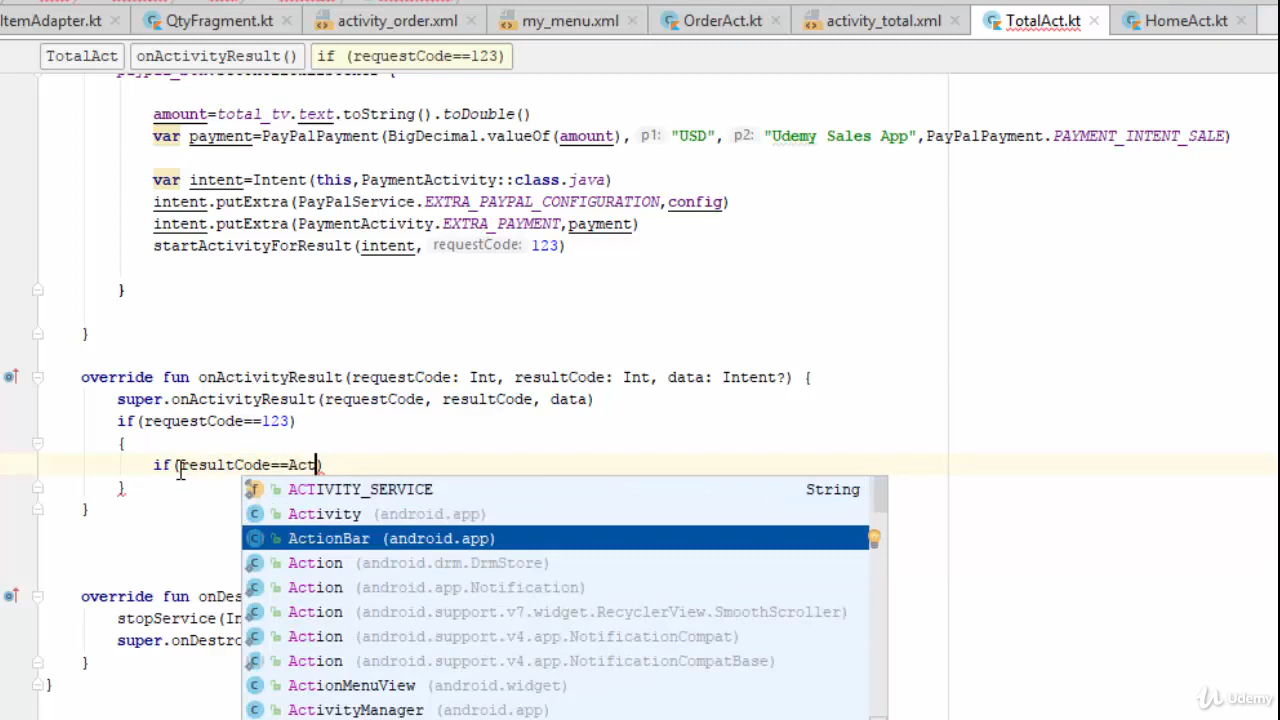 ItemAdapter.kt QtyFragment.kt activity_order.xml my_menu.xml OrderAct.kt activity_total.xml TotalAct.kt HomeAct.kt
TotalAct onActivityResult() if (requestCode==123)
amount=total_tv.text.toString().toDouble()
var payment=PayPalPayment(BigDecimal.valueOf(amount), p1: "USD", p2: "Udemy Sales App",PayPalPayment.PAYMENT_INTENT_SALE)
var intent=Intent(this,PaymentActivity::class.java)
intent.putExtra(PayPalService.EXTRA_PAYPAL_CONFIGURATION,config)
intent.putExtra(PaymentActivity.EXTRA_PAYMENT,payment)
startActivityForResult(intent, requestCode: 123)
}
}
override fun onActivityResult(requestCode: Int, resultCode: Int, data: Intent?) {
super.onActivityResult(requestCode, resultCode, data)
if(requestCode==123)
{
if(resultCode==Act)
}
}
ACTIVITY_SERVICE String
Activity (android.app)
ActionBar (android.app)
Action (android.drm.DrmStore)
Action (android.app.Notification)
Action (android.support.v7.widget.RecyclerView.SmoothScroller)
Action (android.support.v4.app.NotificationCompat)
Action (android.support.v4.app.NotificationCompatBase)
ActionMenuView (android.widget)
ActivityManager (android.app)
override fun onDes
stopService(In
super.onDestro
}
}
Udemy